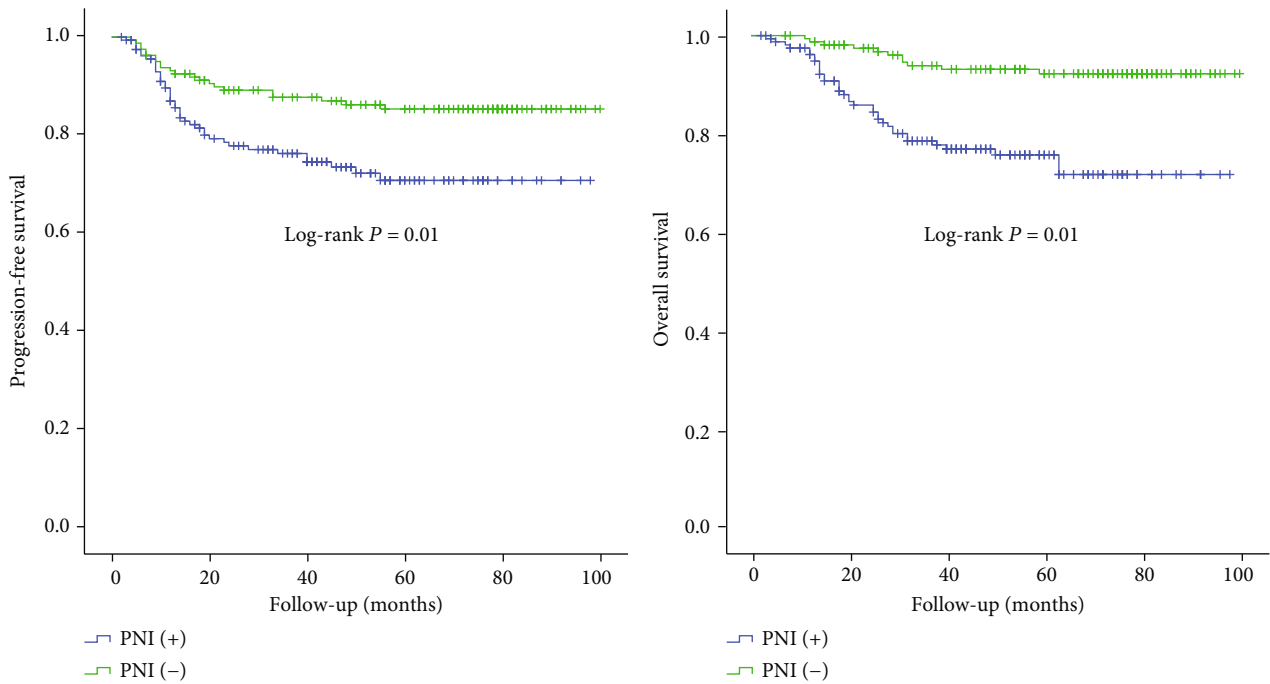 1.0
0.8
0.6
0.4
0.2
0.0
Progression-free survival
Log-rank P = 0.01
0 20 40 60 80 100
Follow-up (months)
PNI (+)
PNI (−)
1.0
0.8
0.6
0.4
0.2
0.0
Overall survival
Log-rank P = 0.01
0 20 40 60 80 100
Follow-up (months)
PNI (+)
PNI (−)